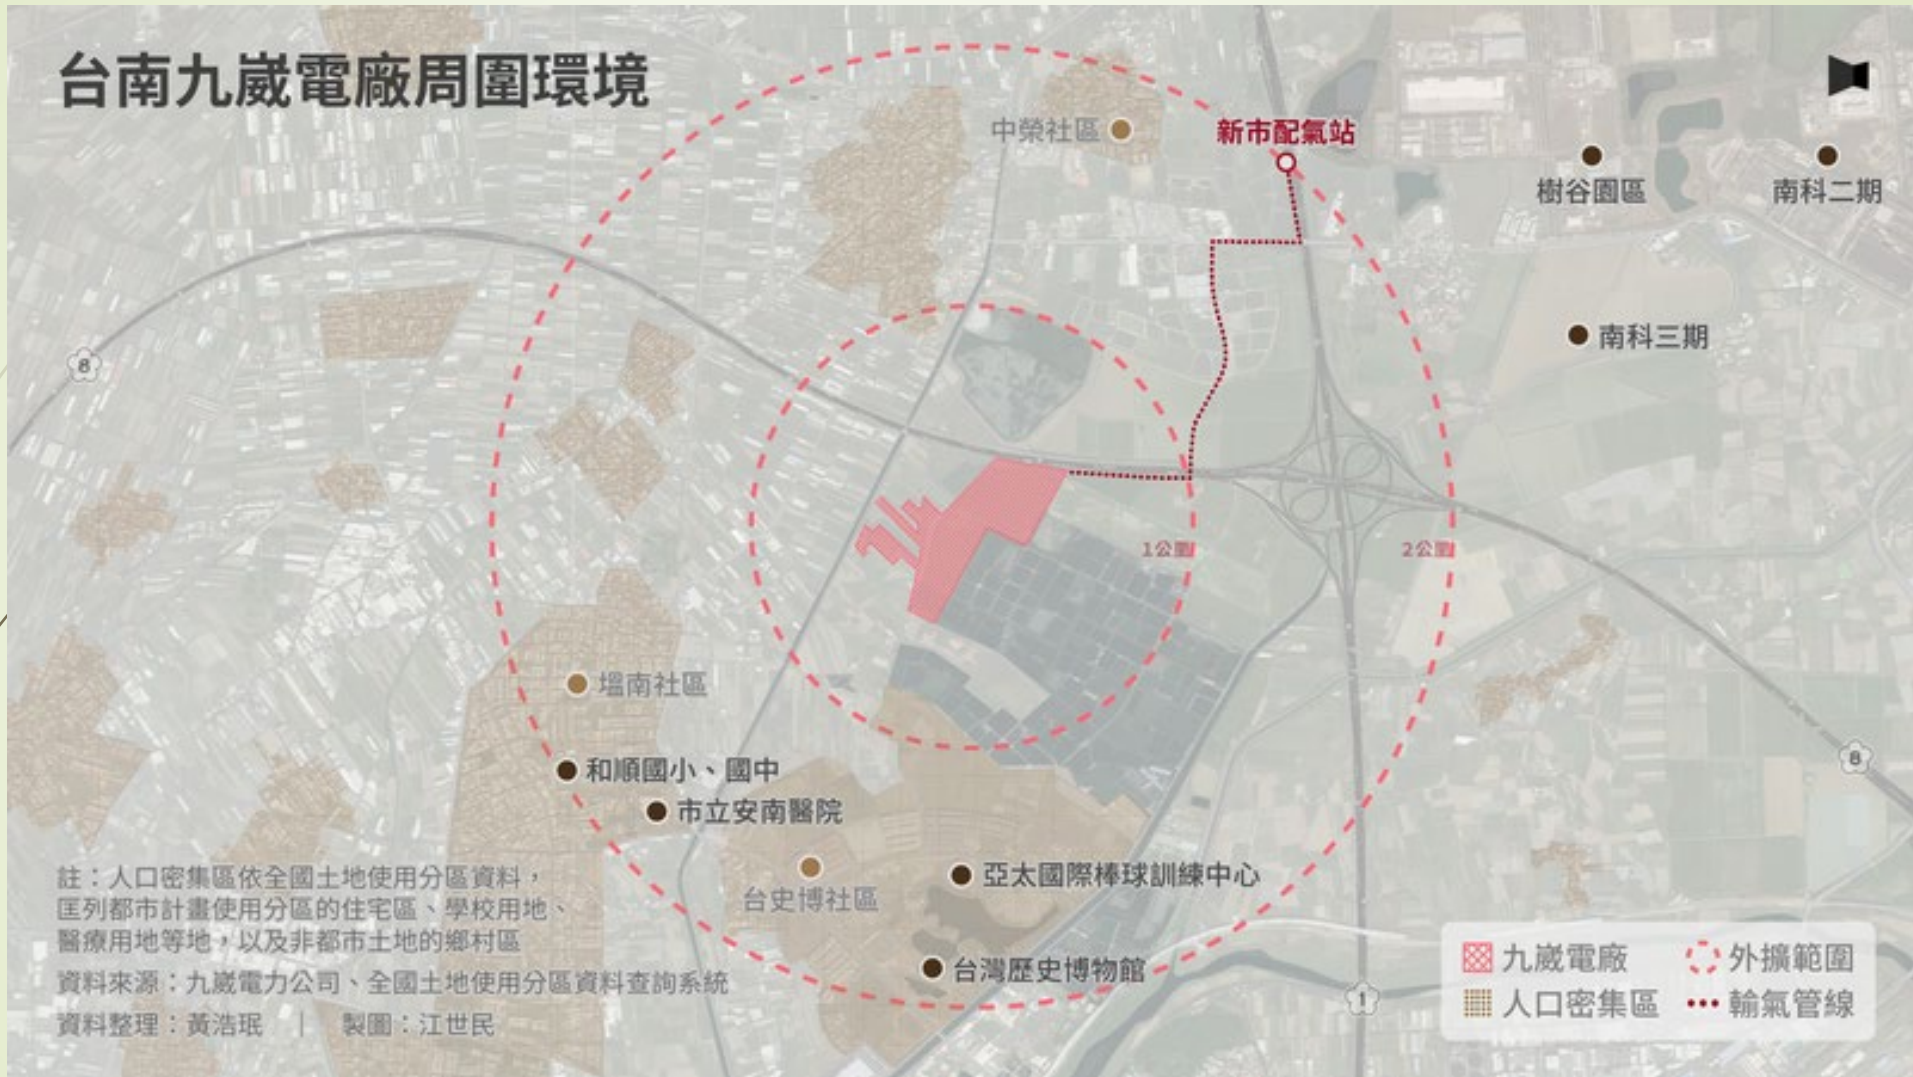 台南九崴電廠周圍環境
中榮社區
新市配氣站
樹谷園區
南科二期
南科三期
8
1公里
2公里
塭南社區
和順國小、國中
市立安南醫院
8
台史博社區
亞太國際棒球訓練中心
台灣歷史博物館
1
註：人口密集區依全國土地使用分區資料，
匡列都市計畫使用分區的住宅區、學校用地、
醫療用地等地，以及非都市土地的鄉村區
資料來源：九崴電力公司、全國土地使用分區資料查詢系統
資料整理：黃浩珉 ｜ 製圖：江世民
九崴電廠
外擴範圍
人口密集區
輸氣管線